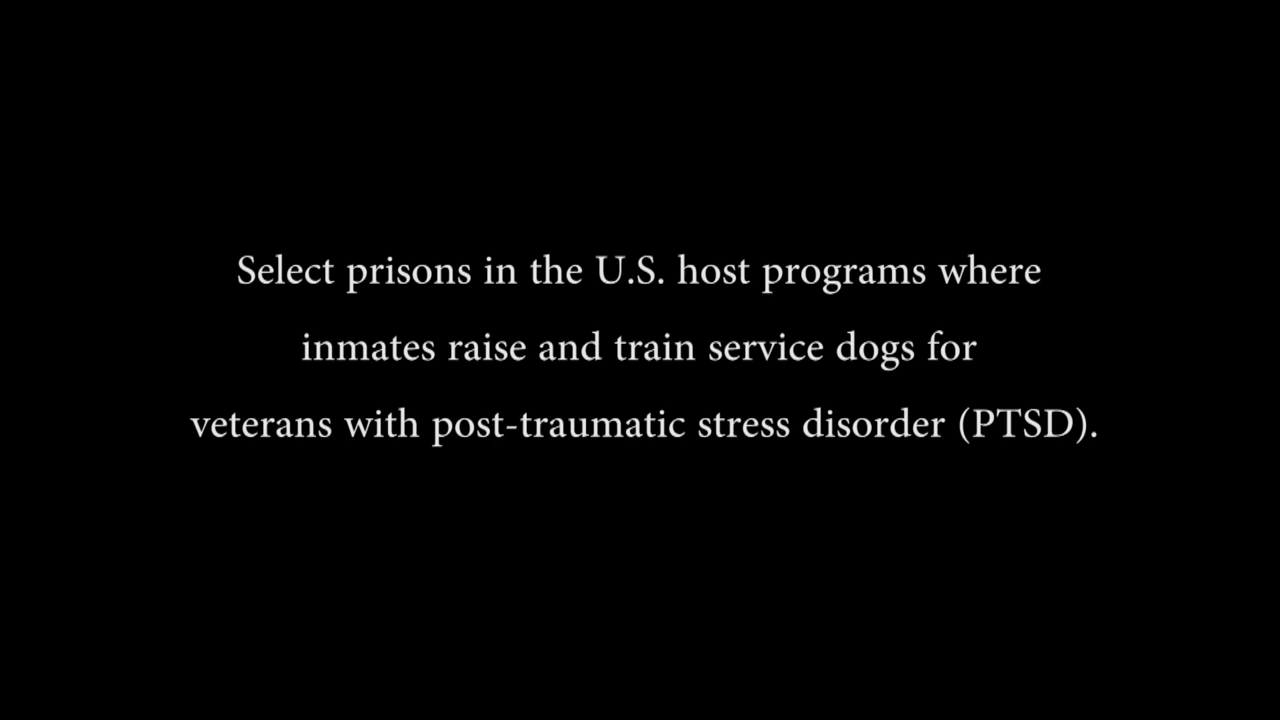 Select prisons in the U.S. host programs where
inmates raise and train service dogs for
veterans with post-traumatic stress disorder (PTSD).